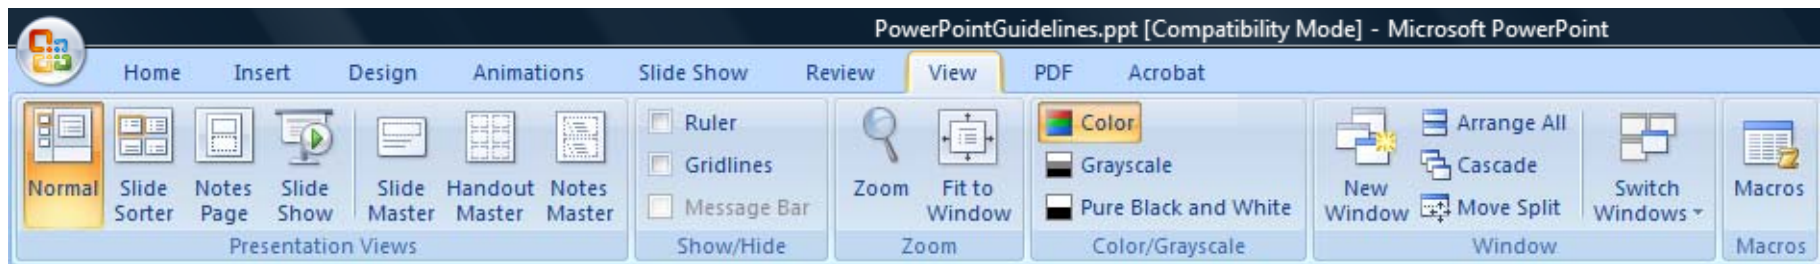 PowerPointGuidelines.ppt [Compatibility Mode] - Microsoft PowerPoint
Home Insert Design Animations Slide Show Review View PDF Acrobat
Normal
Slide
Sorter
Notes
Page
Slide
Show
Slide
Master
Handout
Master
Notes
Master
Presentation Views
Ruler
Gridlines
Message Bar
Show/Hide
Zoom
Fit to
Window
Zoom
Color
Grayscale
Pure Black and White
Color/Grayscale
New
Window
Arrange All
Cascade
Move Split
Switch
Windows
Window
Macros
Macros